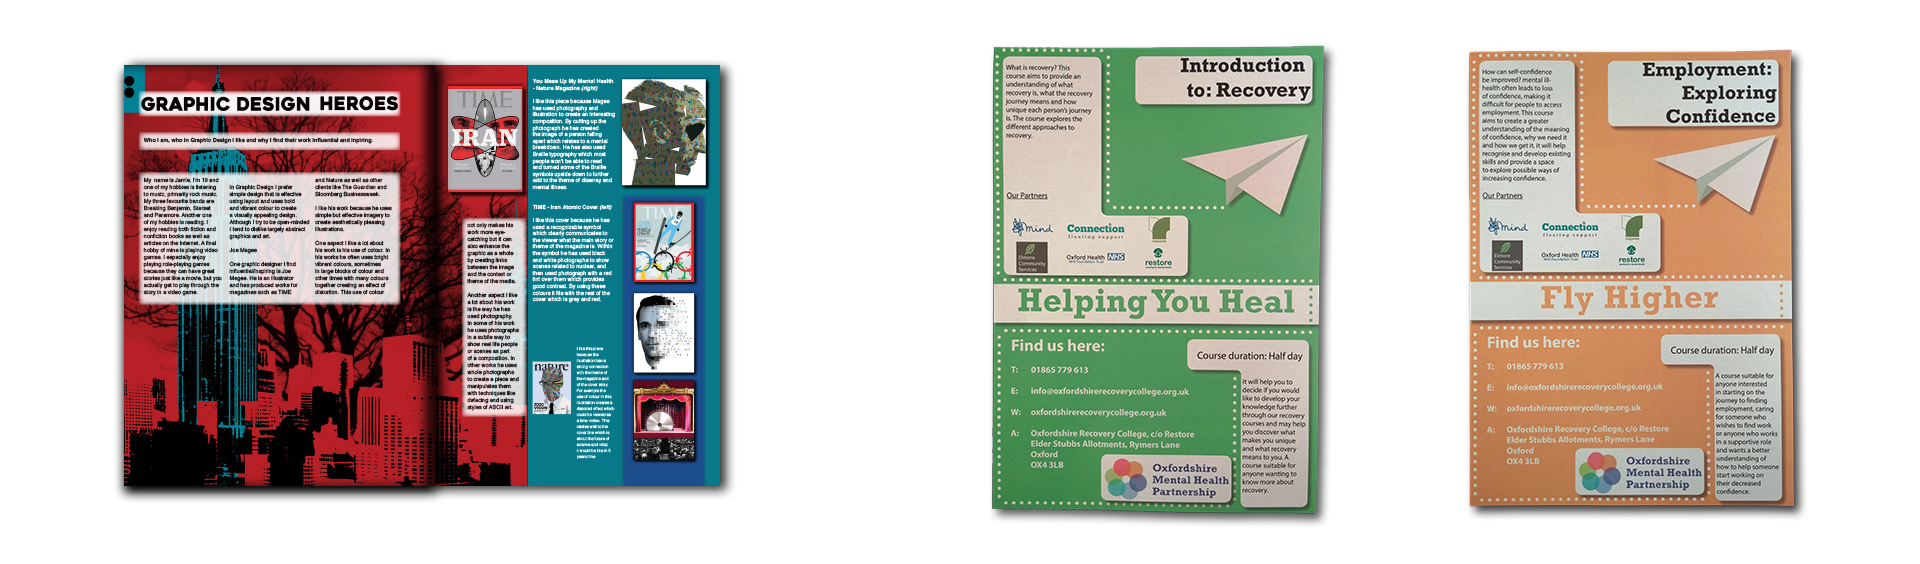 GRAPHIC DESIGN HEROES
Who I am, who in Graphic Design I like and why I find their work influential and inpiring.
My name is Jamie, I'm 19 and
one of my hobbies is listening
to music, primarily rock music.
My three favourite bands are
Breaking Benjamin, Starset
and Paramore. Another one
of my hobbies is reading. I
enjoy reading both fiction and
nonfiction books as well as
articles on the Internet. A final
hobby of mine is playing video
games. I especially enjoy
playing role-playing games
because they can have great
stories just like a movie, but you
actually get to play through the
story in a video game.
In Graphic Design I prefer
simple design that is effective
using layout and uses bold
and vibrant colour to create
a visually appealing design.
Although I try to be open-minded
I tend to dislike largely abstract
graphics and art.
Joe Magee
One graphic designer I find
influential/inspiring is Joe
Magee. He is an illustrator
and has produced works for
magazines such as TIME
and Nature as well as other
clients like The Guardian and
Bloomberg Businessweek.
I like his work because he uses
simple but effective imagery to
create aesthetically pleasing
illustrations.
One aspect I like a lot about
his work is his use of colour. In
his works he often uses bright
vibrant colours, sometimes
in large blocks of colour and
other times with many colours
together creating an effect of
distortion. This use of colour
TIME
IRAN
not only makes his
work more eye-
catching but it can
also enhance the
graphic as a whole
by creating links
between the image
and the context or
theme of the media.
Another aspect I like
a lot about his work
is the way he has
used photography.
In some of his work
he uses photographs
in a subtle way to
show real life people
or scenes as part
of a composition. In
other works he uses
whole photographs
to create a piece and
manipulates them
with techniques like
defacing and using
styles of ASCII art.
You Mess Up My Mental Health
- Nature Magazine (right)
I like this piece because Magee
has used photography and
illustration to create an interesting
composition. By cutting up the
photograph he has created
the image of a person falling
apart which relates to a mental
breakdown. He has also used
Braille typography which most
people won't be able to read
and turned some of the Braille
symbols upside down to further
add to the theme of disarray and
mental illness.
TIME - Iran Atomic Cover (left)
I like this cover because he has
used a recognizable symbol
which clearly communicates to
the viewer what the main story or
theme of the magazine is. Within
the symbol he has used black
and white photographs to show
scenes related to nuclear, and
then used photograph with a red
tint over them which provides
good contrast. By using these
colours it fits with the rest of the
cover which is grey and red.
nature
2020
VISION
I like this piece
because the
illustration has a
strong connection
with the theme of
the magazine and
of the cover story.
For example the
use of colour in this
illustration creates a
distorted effect which
could be viewed as
a time vortex. This
relates well to the
cover line which is
about the future of
science and what
it would be like in 5
years time.
TIME
What is recovery? This
course aims to provide an
understanding of what
recovery is, what the recovery
journey means and how
unique each person's journey
is. The course explores the
different approaches to
recovery.
Introduction
to: Recovery
Our Partners
mind
Connection
floating support
Elmore
Community
Services
Oxford Health NHS
NHS Foundation Trust
restore
Helping You Heal
Find us here:
T: 01865 779 613
E: info@oxfordshirerecoverycollege.org.uk
W: oxfordshirerecoverycollege.org.uk
A: Oxfordshire Recovery College, c/o Restore
Elder Stubbs Allotments, Rymers Lane
Oxford
OX4 3LB
Oxfordshire
Mental Health
Partnership
Course duration: Half day
It will help you to
decide if you would
like to develop your
knowledge further
through our recovery
courses and may help
you discover what
makes you unique
and what recovery
means to you. A
course suitable for
anyone wanting to
know more about
recovery.
How can self-confidence
be improved? mental ill-
health often leads to loss
of confidence, making it
difficult for people to access
employment. This course
aims to create a greater
understanding of the meaning
of confidence, why we need it
and how we get it, it will help
recognise and develop existing
skills and provide a space
to explore possible ways of
increasing confidence.
Employment:
Exploring
Confidence
Our Partners
mind
Connection
floating support
Elmore
Community
Services
Oxford Health NHS
NHS Foundation Trust
restore
Fly Higher
Find us here:
T: 01865 779 613
E: info@oxfordshirerecoverycollege.org.uk
W: oxfordshirerecoverycollege.org.uk
A: Oxfordshire Recovery College, c/o Restore
Elder Stubbs Allotments, Rymers Lane
Oxford
OX4 3LB
Oxfordshire
Mental Health
Partnership
Course duration: Half day
A course suitable for
anyone interested
in starting on the
journey to finding
employment, caring
for someone who
wishes to find work
or anyone who works
in a supportive role
and wants a better
understanding of
how to help someone
start working on
their decreased
confidence.